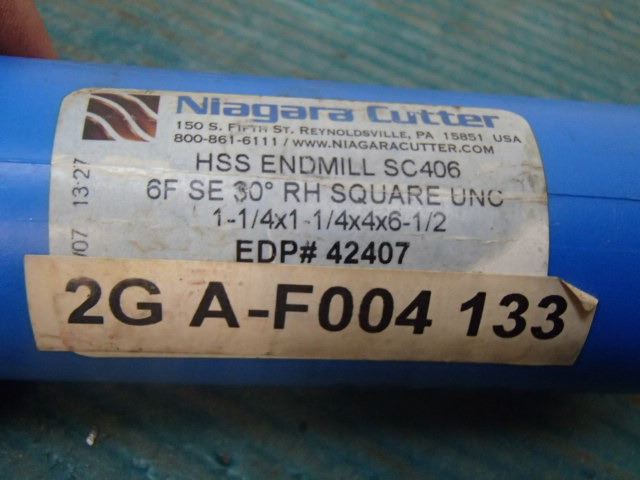 Niagara Cutter
150 S. FIFTH ST. REYNOLDSVILLE, PA 15851 USA
800-861-6111 / WWW.NIAGARACUTTER.COM
HSS ENDMILL SC406
6F SE 30° RH SQUARE UNC
1-1/4x1-1/4x4x6-1/2
EDP# 42407
/07 13:27
2G A-F004 133